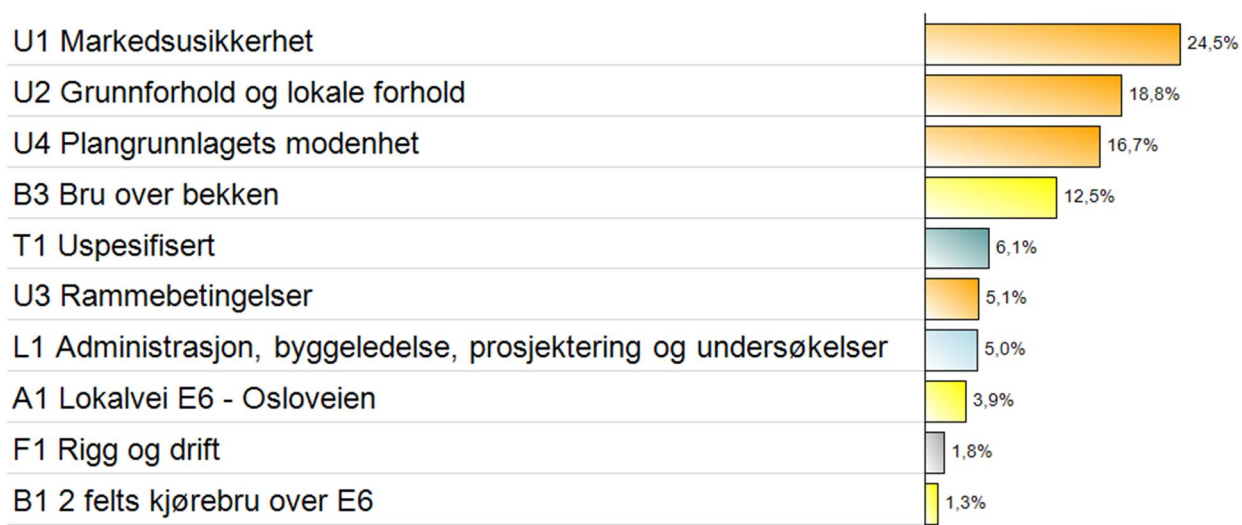 U1 Markedsusikkerhet 24,5%
U2 Grunnforhold og lokale forhold 18,8%
U4 Plangrunnlagets modenhet 16,7%
B3 Bru over bekken 12,5%
T1 Uspesifisert 6,1%
U3 Rammebetingelser 5,1%
L1 Administrasjon, byggeledelse, prosjektering og undersøkelser 5,0%
A1 Lokalvei E6 - Osloveien 3,9%
F1 Rigg og drift 1,8%
B1 2 felts kjørebru over E6 1,3%